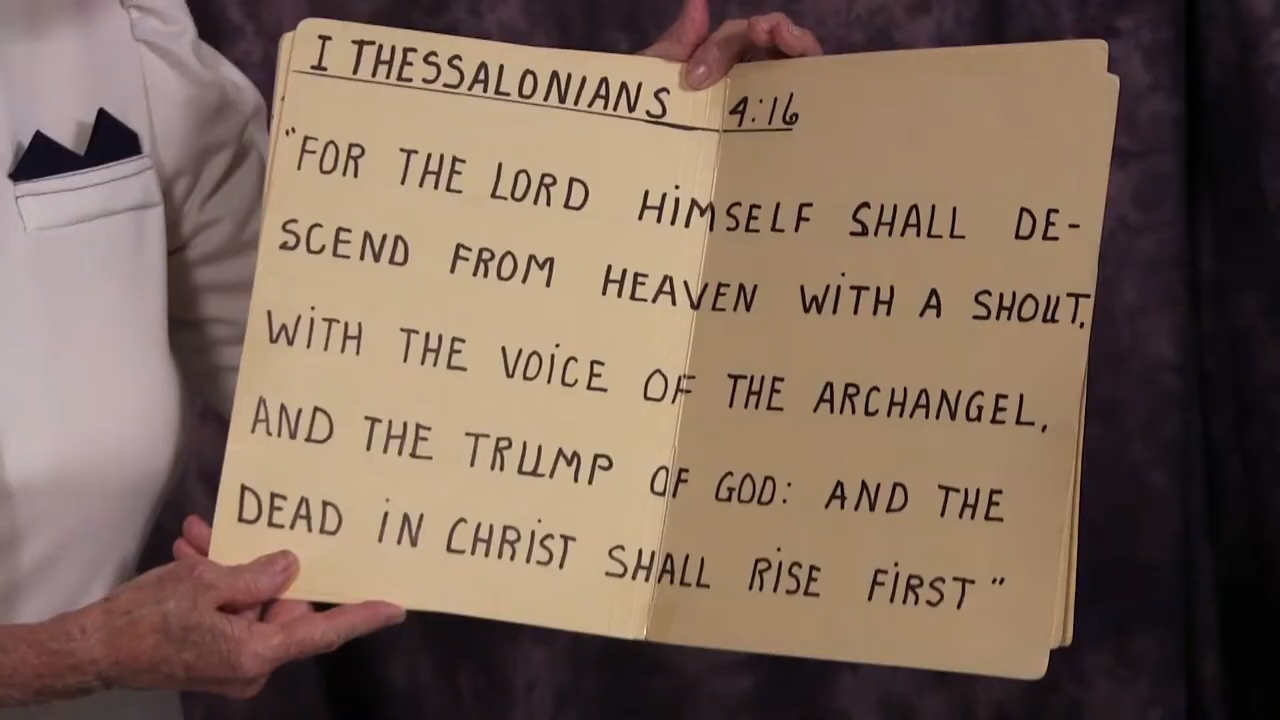 I THESSALONIANS 4:16
"FOR THE LORD HiMSELF SHALL DE-
SCEND FROM HEAVEN WiTH A SHOUT,
WiTH THE VOiCE OF THE ARCHANGEL,
AND THE TRUMP OF GOD: AND THE
DEAD iN CHRiST SHALL RiSE FiRST"